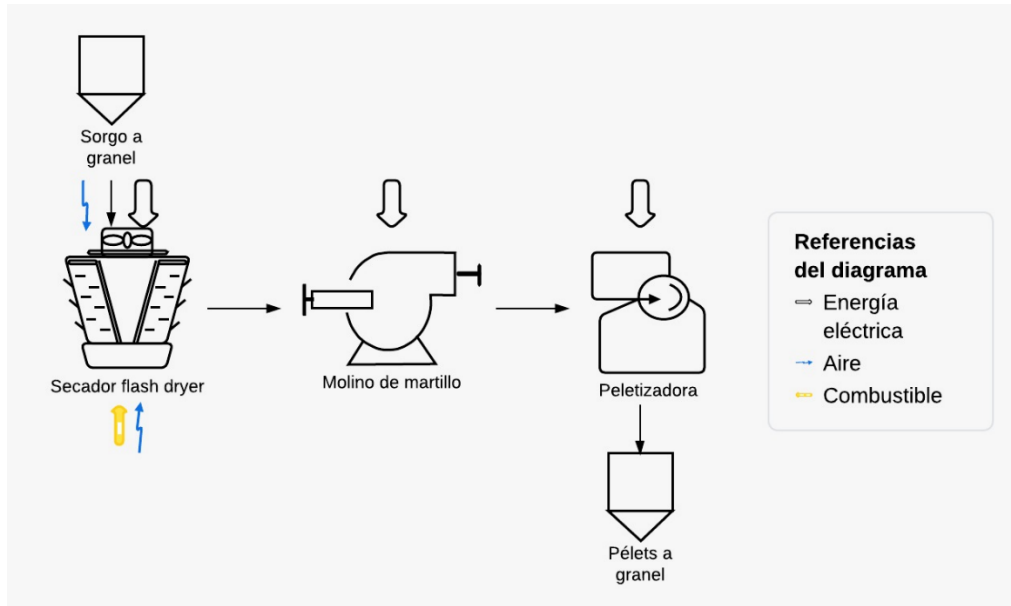 Sorgo a
granel
Secador flash dryer
Molino de martillo
Peletizadora
Pélets a
granel
Referencias
del diagrama
Energía
eléctrica
Aire
Combustible